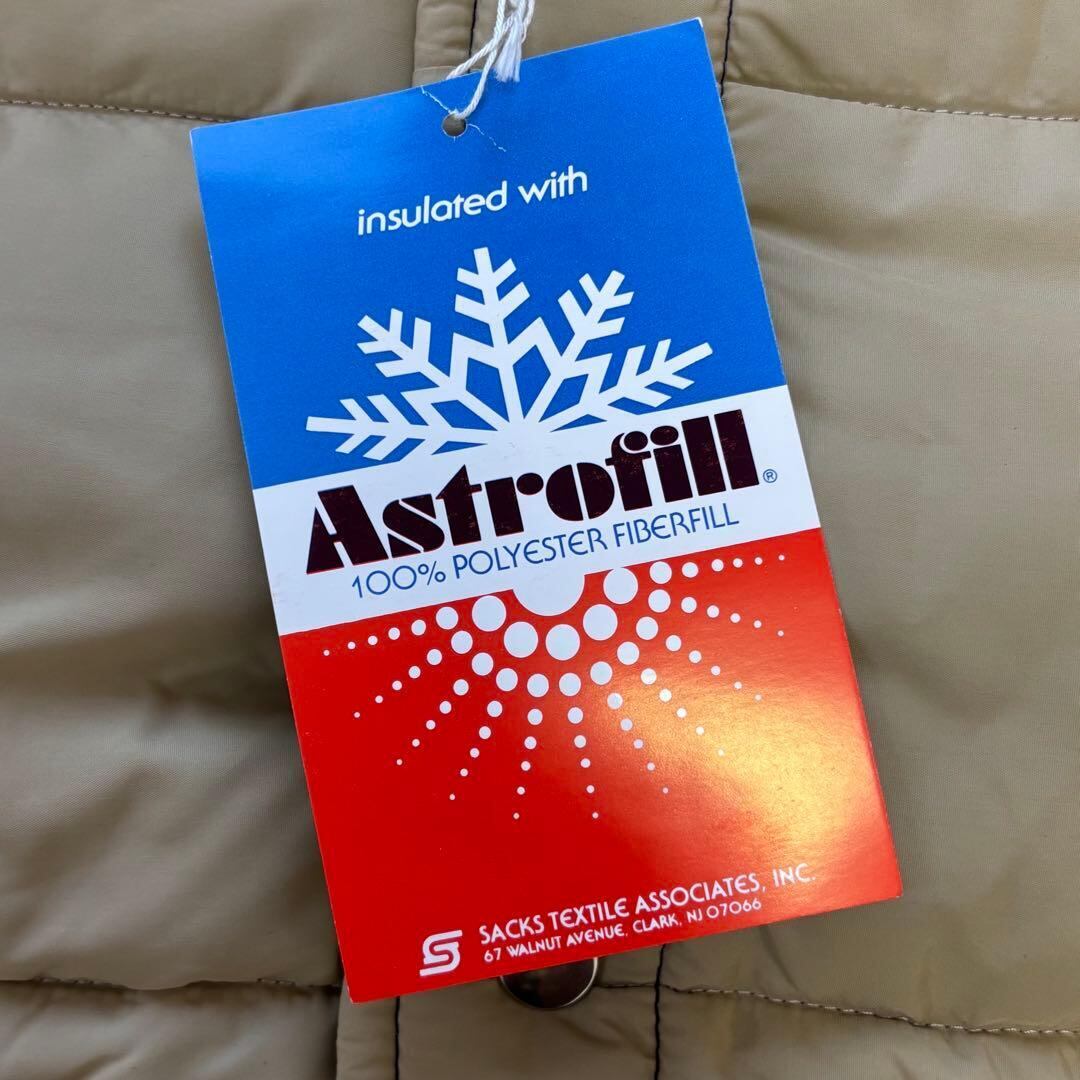 insulated with
Astrofill®
100% POLYESTER FIBERFILL
SACKS TEXTILE ASSOCIATES, INC.
67 WALNUT AVENUE, CLARK, NJ 07066